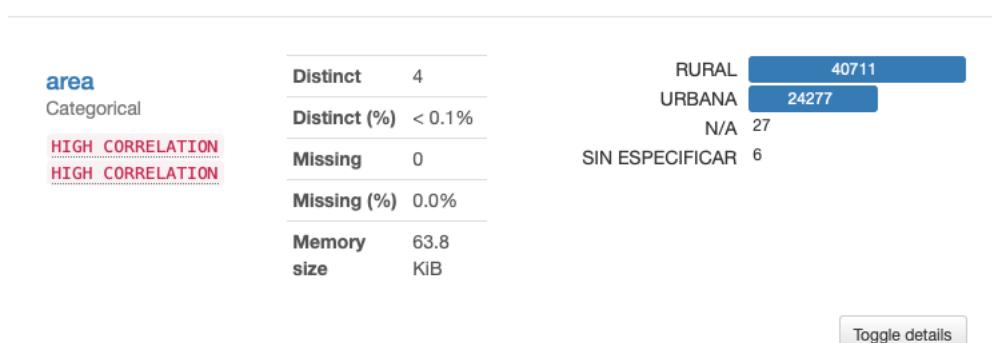 area
Categorical
HIGH CORRELATION
HIGH CORRELATION
Distinct 4
Distinct (%) < 0.1%
Missing 0
Missing (%) 0.0%
Memory size 63.8 KiB
RURAL 40711
URBANA 24277
N/A 27
SIN ESPECIFICAR 6
Toggle details